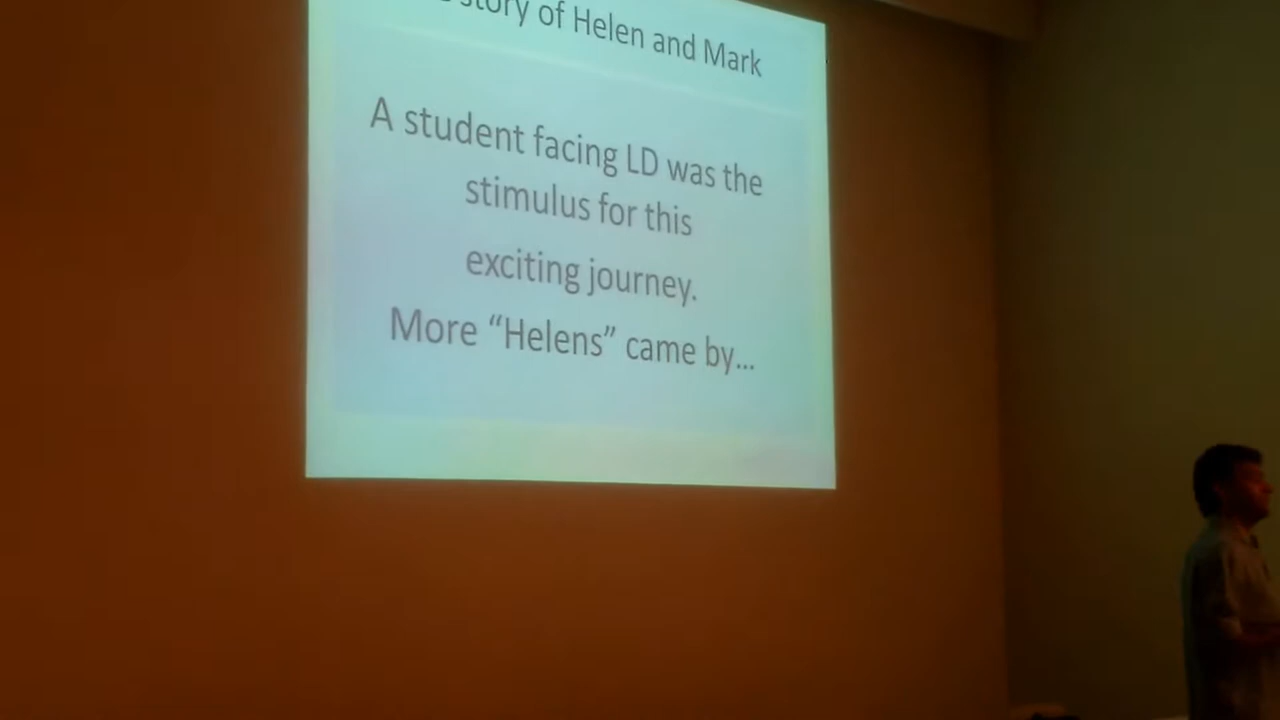 story of Helen and Mark
A student facing LD was the
stimulus for this
exciting journey.
More “Helens” came by...